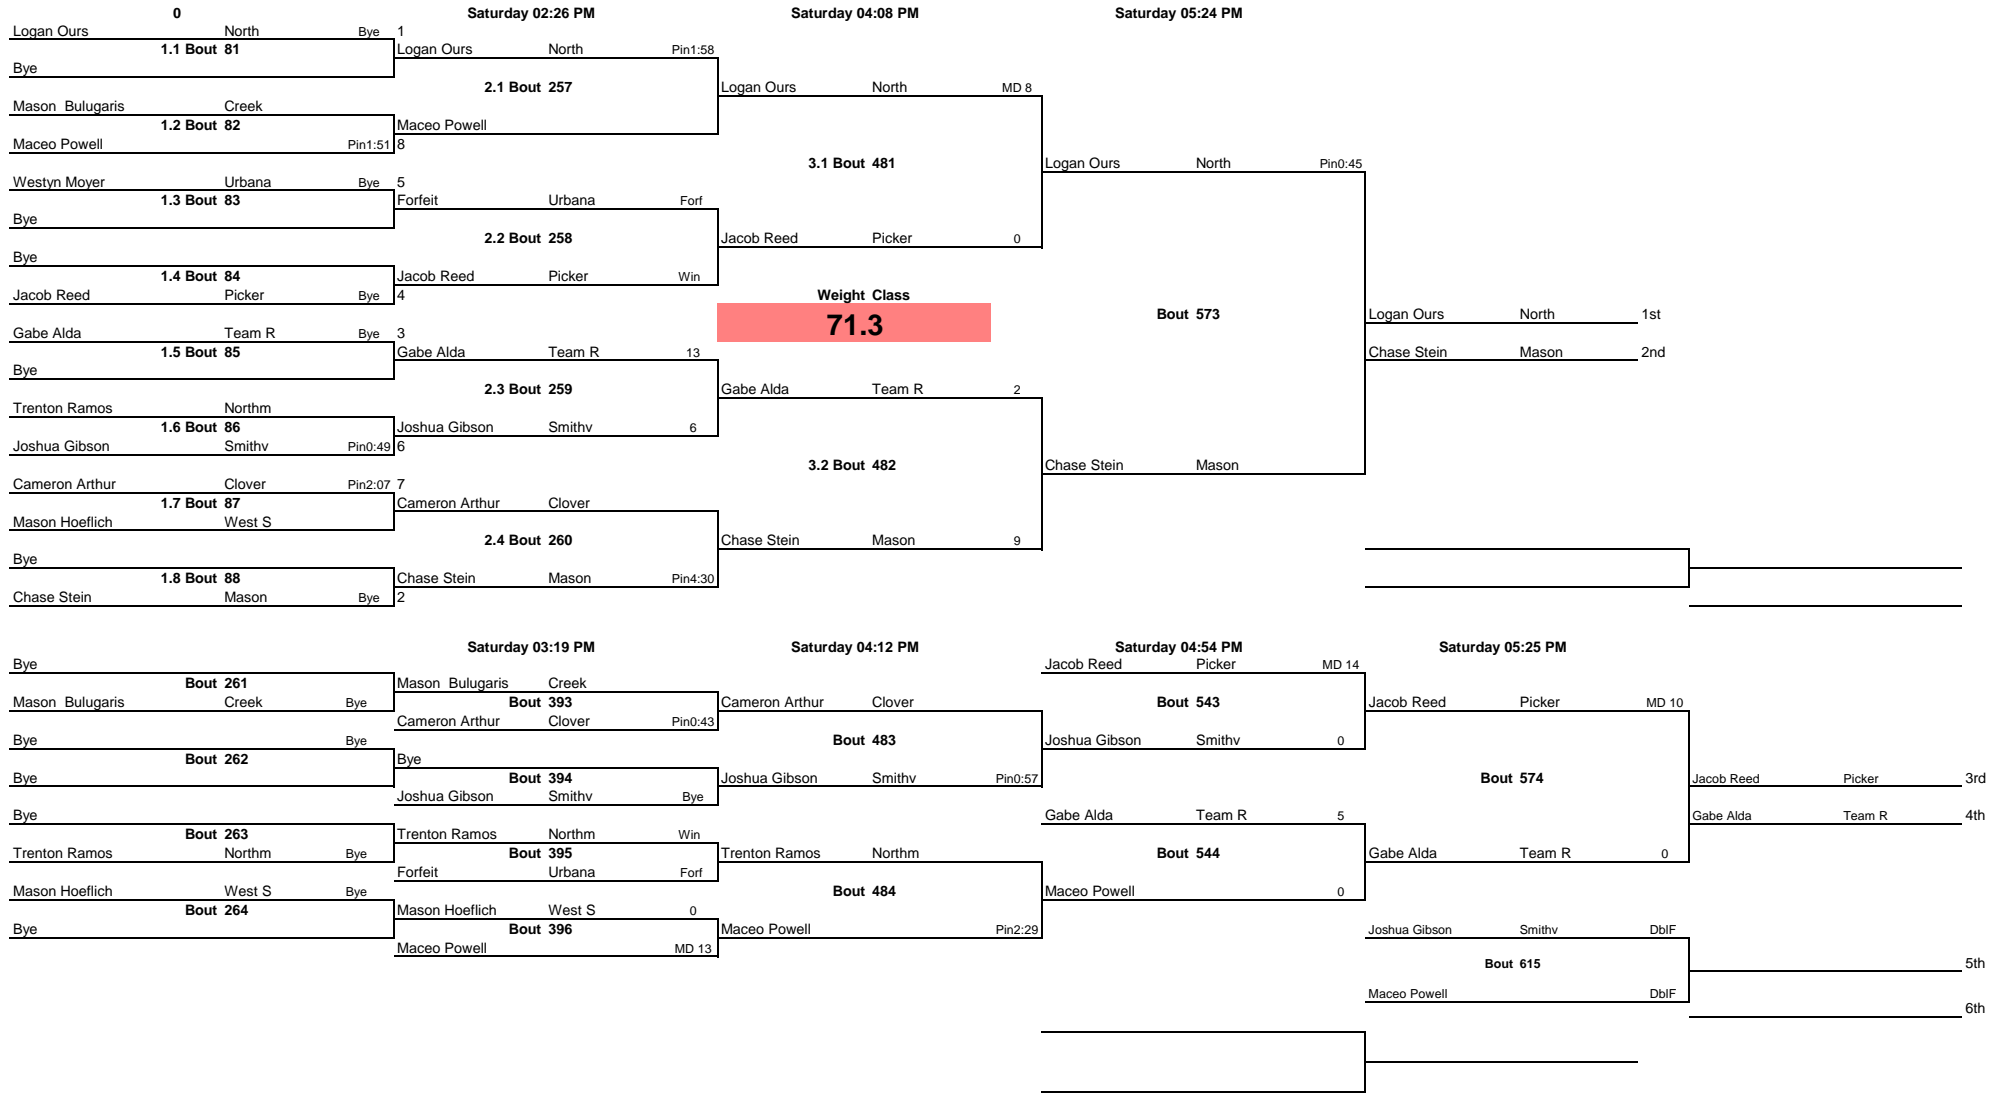 0 Saturday 02:26 PM Saturday 04:08 PM Saturday 05:24 PM
Logan Ours North Bye 1
1.1 Bout 81 Logan Ours North Pin1:58
Bye
2.1 Bout 257 Logan Ours North MD 8
Mason Bulugaris Creek
1.2 Bout 82 Maceo Powell
Maceo Powell Pin1:51 8
3.1 Bout 481 Logan Ours North Pin0:45
Westyn Moyer Urbana Bye 5
1.3 Bout 83 Forfeit Urbana Forf
Bye
2.2 Bout 258 Jacob Reed Picker 0
Bye
1.4 Bout 84 Jacob Reed Picker Win
Jacob Reed Picker Bye 4 Weight Class
71.3 Bout 573 Logan Ours North 1st
Gabe Alda Team R Bye 3
1.5 Bout 85 Gabe Alda Team R 13 Chase Stein Mason 2nd
Bye
2.3 Bout 259 Gabe Alda Team R 2
Trenton Ramos Northm
1.6 Bout 86 Joshua Gibson Smithv 6
Joshua Gibson Smithv Pin0:49 6
3.2 Bout 482 Chase Stein Mason
Cameron Arthur Clover Pin2:07 7
1.7 Bout 87 Cameron Arthur Clover
Mason Hoeflich West S
2.4 Bout 260 Chase Stein Mason 9
Bye
1.8 Bout 88 Chase Stein Mason Pin4:30
Chase Stein Mason Bye 2
Saturday 03:19 PM Saturday 04:12 PM Saturday 04:54 PM Saturday 05:25 PM
Bye Jacob Reed Picker MD 14
Bout 261 Mason Bulugaris Creek
Mason Bulugaris Creek Bye Bout 393 Cameron Arthur Clover Bout 543 Jacob Reed Picker MD 10
Cameron Arthur Clover Pin0:43
Bye Bye Bout 483 Joshua Gibson Smithv 0
Bout 262 Bye
Bye Bout 394 Joshua Gibson Smithv Pin0:57 Bout 574 Jacob Reed Picker 3rd
Joshua Gibson Smithv Bye
Bye Gabe Alda Team R 5 Gabe Alda Team R 4th
Bout 263 Trenton Ramos Northm Win
Trenton Ramos Northm Bye Bout 395 Trenton Ramos Northm Bout 544 Gabe Alda Team R 0
Forfeit Urbana Forf
Mason Hoeflich West S Bye Bout 484 Maceo Powell 0
Bout 264 Mason Hoeflich West S 0
Bye Bout 396 Maceo Powell Pin2:29 Joshua Gibson Smithv DblF
Maceo Powell MD 13
Bout 615 5th
Maceo Powell DblF
6th